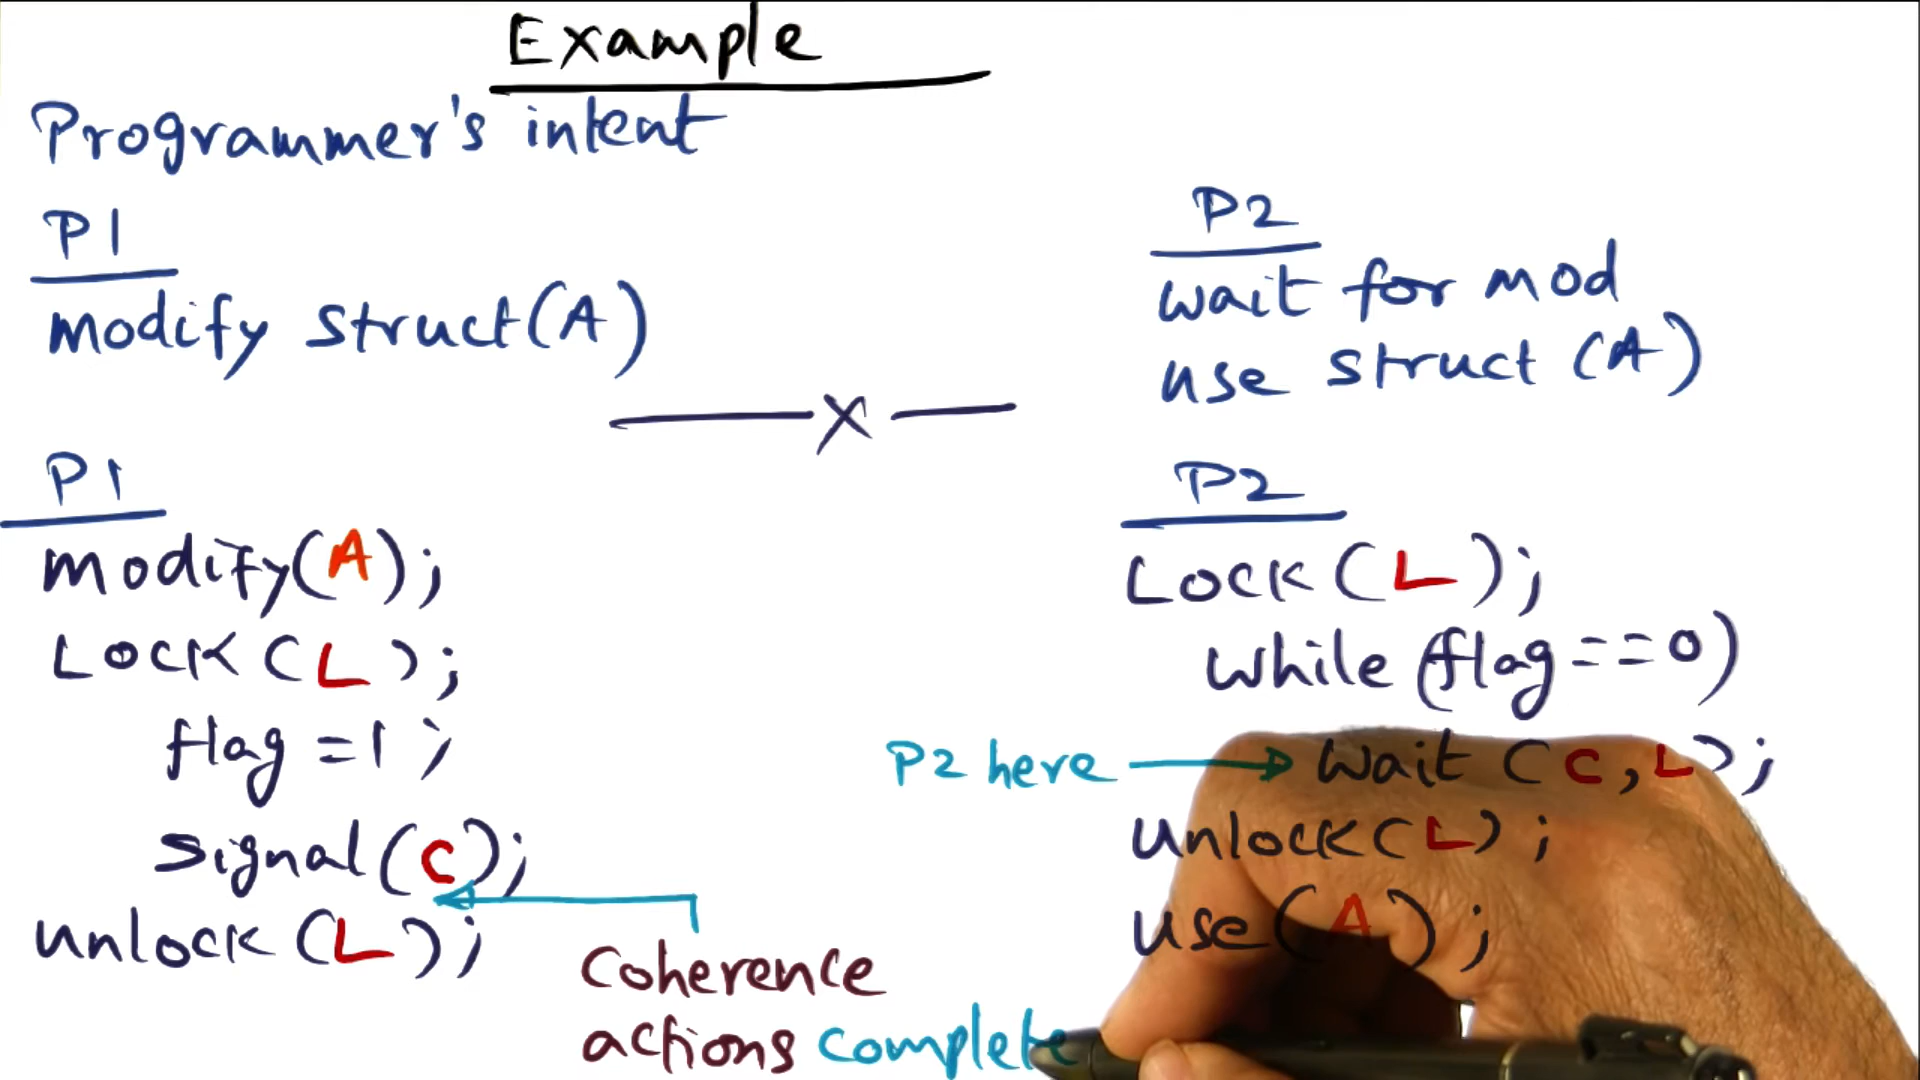 Example
Programmer's intent
P1
modify struct(A)
P2
wait for mod
use struct (A)
X
P1
modify(A);
Lock(L);
flag = 1;
signal(c);
unlock(L);
Coherence
actions complete
P2
Lock(L);
while (flag==0)
P2 here
wait (c,L);
unlock(L);
use(A);